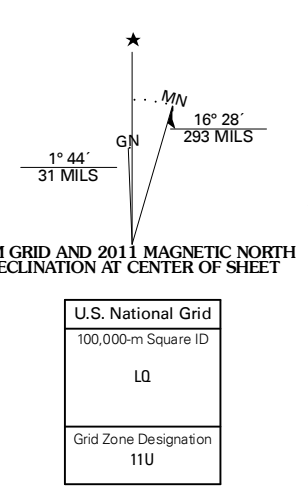 ★
MN
GN
16° 28´
293 MILS
1° 44´
31 MILS
M GRID AND 2011 MAGNETIC NORTH
ECLINATION AT CENTER OF SHEET
U.S. National Grid
100,000-m Square ID
LQ
Grid Zone Designation
11U